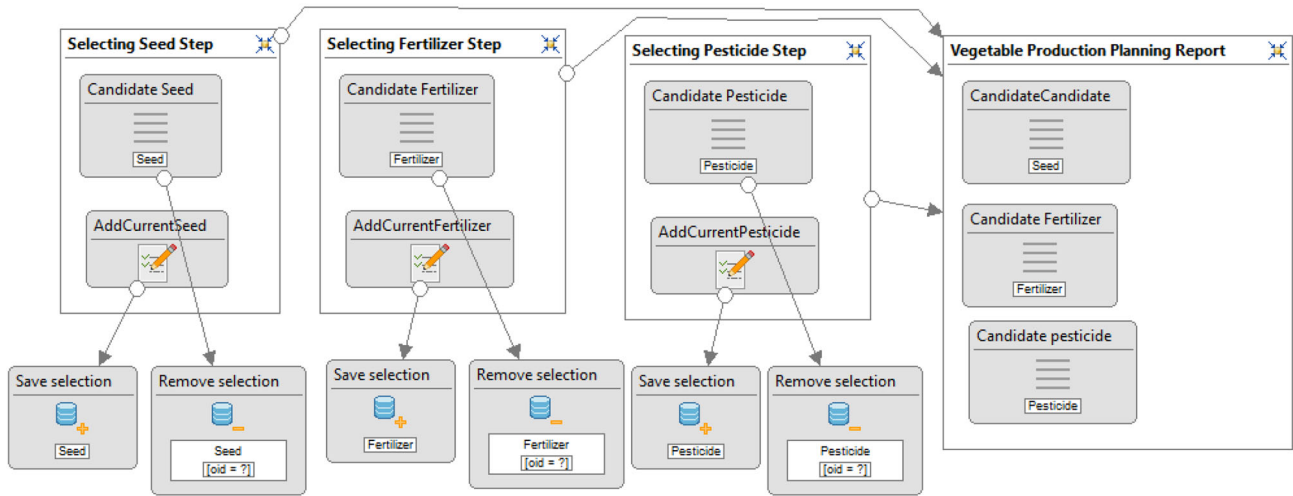 Selecting Seed Step
Candidate Seed
Seed
AddCurrentSeed
Selecting Fertilizer Step
Candidate Fertilizer
Fertilizer
AddCurrentFertilizer
Selecting Pesticide Step
Candidate Pesticide
Pesticide
AddCurrentPesticide
Vegetable Production Planning Report
CandidateCandidate
Seed
Candidate Fertilizer
Fertilizer
Candidate pesticide
Pesticide
Save selection
Seed
Remove selection
Seed
[oid = ?]
Save selection
Fertilizer
Remove selection
Fertilizer
[oid = ?]
Save selection
Pesticide
Remove selection
Pesticide
[oid = ?]